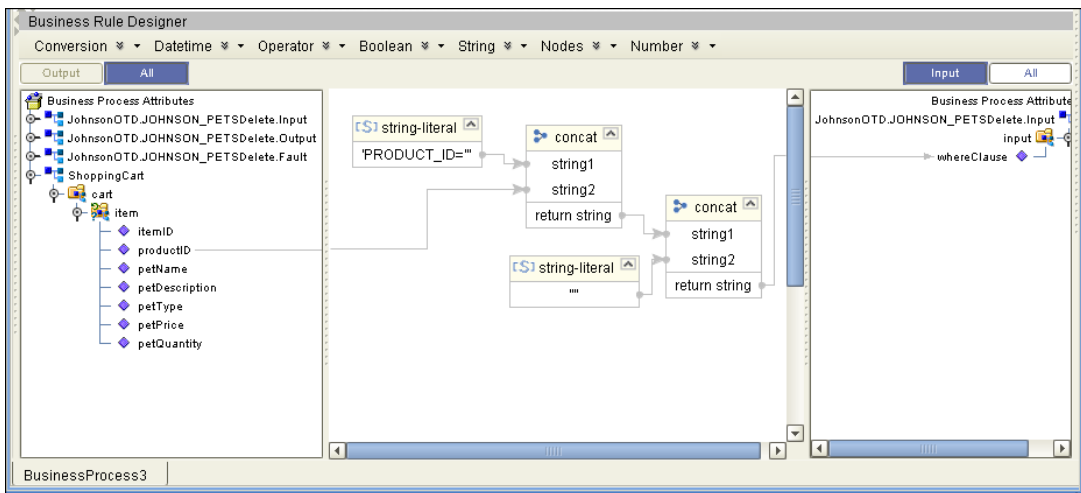 Business Rule Designer
Conversion Datetime Operator Boolean String Nodes Number
Output All Input All
Business Process Attributes
JohnsonOTD.JOHNSON_PETSDelete.Input
JohnsonOTD.JOHNSON_PETSDelete.Output
JohnsonOTD.JOHNSON_PETSDelete.Fault
ShoppingCart
cart
item
itemID
productID
petName
petDescription
petType
petPrice
petQuantity
[S] string-literal
'PRODUCT_ID="'
concat
string1
string2
return string
[S] string-literal
""
concat
string1
string2
return string
Business Process Attribute
JohnsonOTD.JOHNSON_PETSDelete.Input
input
whereClause
BusinessProcess3